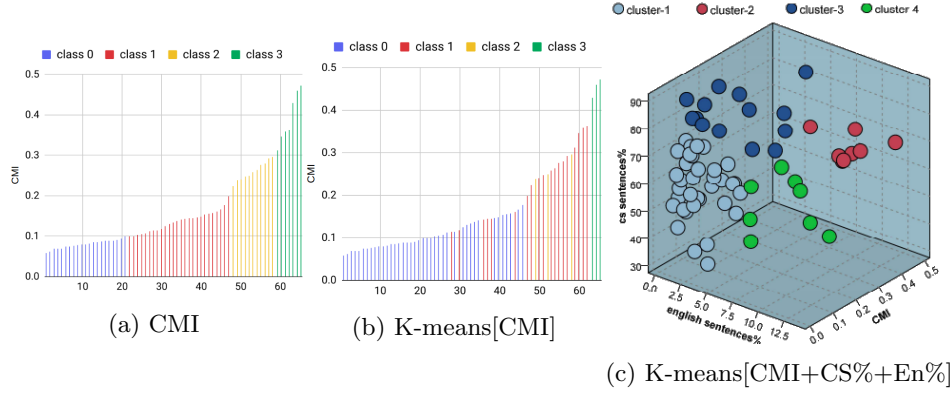 class 0 class 1 class 2 class 3
0.5
0.4
0.3
0.2
0.1
0.0
CMI
10 20 30 40 50 60
(a) CMI
class 0 class 1 class 2 class 3
0.5
0.4
0.3
0.2
0.1
0.0
CMI
10 20 30 40 50 60
(b) K-means[CMI]
cluster-1 cluster-2 cluster-3 cluster 4
90
80
70
60
50
40
30
cs sentences%
0.0 2.5 5.0 7.5 10.0 12.5
english sentences%
0.0 0.1 0.2 0.3 0.4 0.5
CMI
(c) K-means[CMI+CS%+En%]